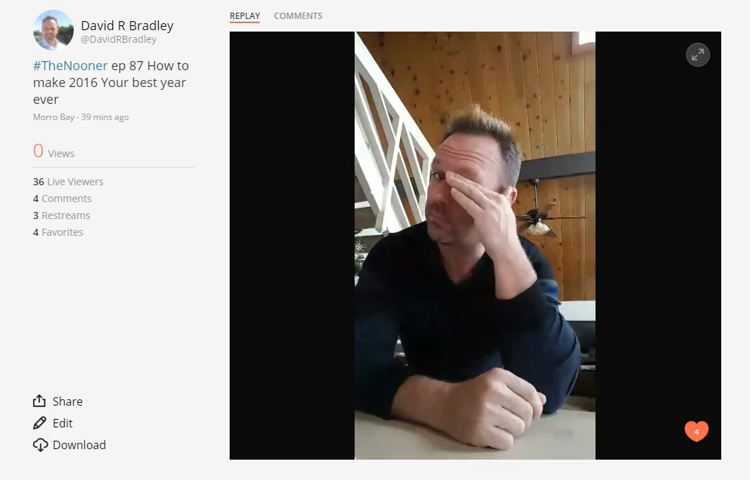 David R Bradley
@DavidRBradley
#TheNooner ep 87 How to
make 2016 Your best year
ever
Morro Bay - 39 mins ago
0 Views
36 Live Viewers
4 Comments
3 Restreams
4 Favorites
Share
Edit
Download
REPLAY COMMENTS
4